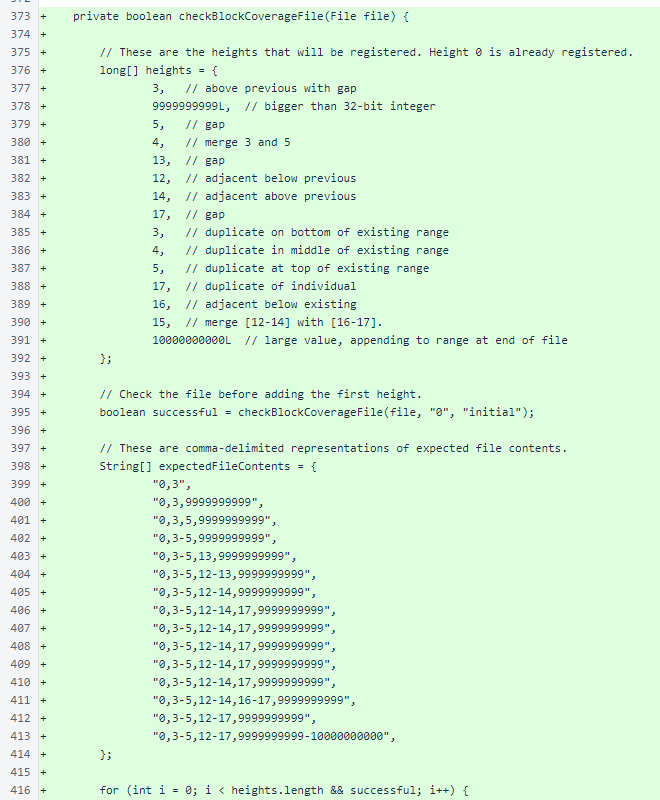 373 + private boolean checkBlockCoverageFile(File file) {
374 +
375 + // These are the heights that will be registered. Height 0 is already registered.
376 + long[] heights = {
377 + 3, // above previous with gap
378 + 9999999999L, // bigger than 32-bit integer
379 + 5, // gap
380 + 4, // merge 3 and 5
381 + 13, // gap
382 + 12, // adjacent below previous
383 + 14, // adjacent above previous
384 + 17, // gap
385 + 3, // duplicate on bottom of existing range
386 + 4, // duplicate in middle of existing range
387 + 5, // duplicate at top of existing range
388 + 17, // duplicate of individual
389 + 16, // adjacent below existing
390 + 15, // merge [12-14] with [16-17].
391 + 10000000000L // large value, appending to range at end of file
392 + };
393 +
394 + // Check the file before adding the first height.
395 + boolean successful = checkBlockCoverageFile(file, "0", "initial");
396 +
397 + // These are comma-delimited representations of expected file contents.
398 + String[] expectedFileContents = {
399 + "0,3",
400 + "0,3,9999999999",
401 + "0,3,5,9999999999",
402 + "0,3-5,9999999999",
403 + "0,3-5,13,9999999999",
404 + "0,3-5,12-13,9999999999",
405 + "0,3-5,12-14,9999999999",
406 + "0,3-5,12-14,17,9999999999",
407 + "0,3-5,12-14,17,9999999999",
408 + "0,3-5,12-14,17,9999999999",
409 + "0,3-5,12-14,17,9999999999",
410 + "0,3-5,12-14,17,9999999999",
411 + "0,3-5,12-14,16-17,9999999999",
412 + "0,3-5,12-17,9999999999",
413 + "0,3-5,12-17,9999999999-10000000000",
414 + };
415 +
416 + for (int i = 0; i < heights.length && successful; i++) {